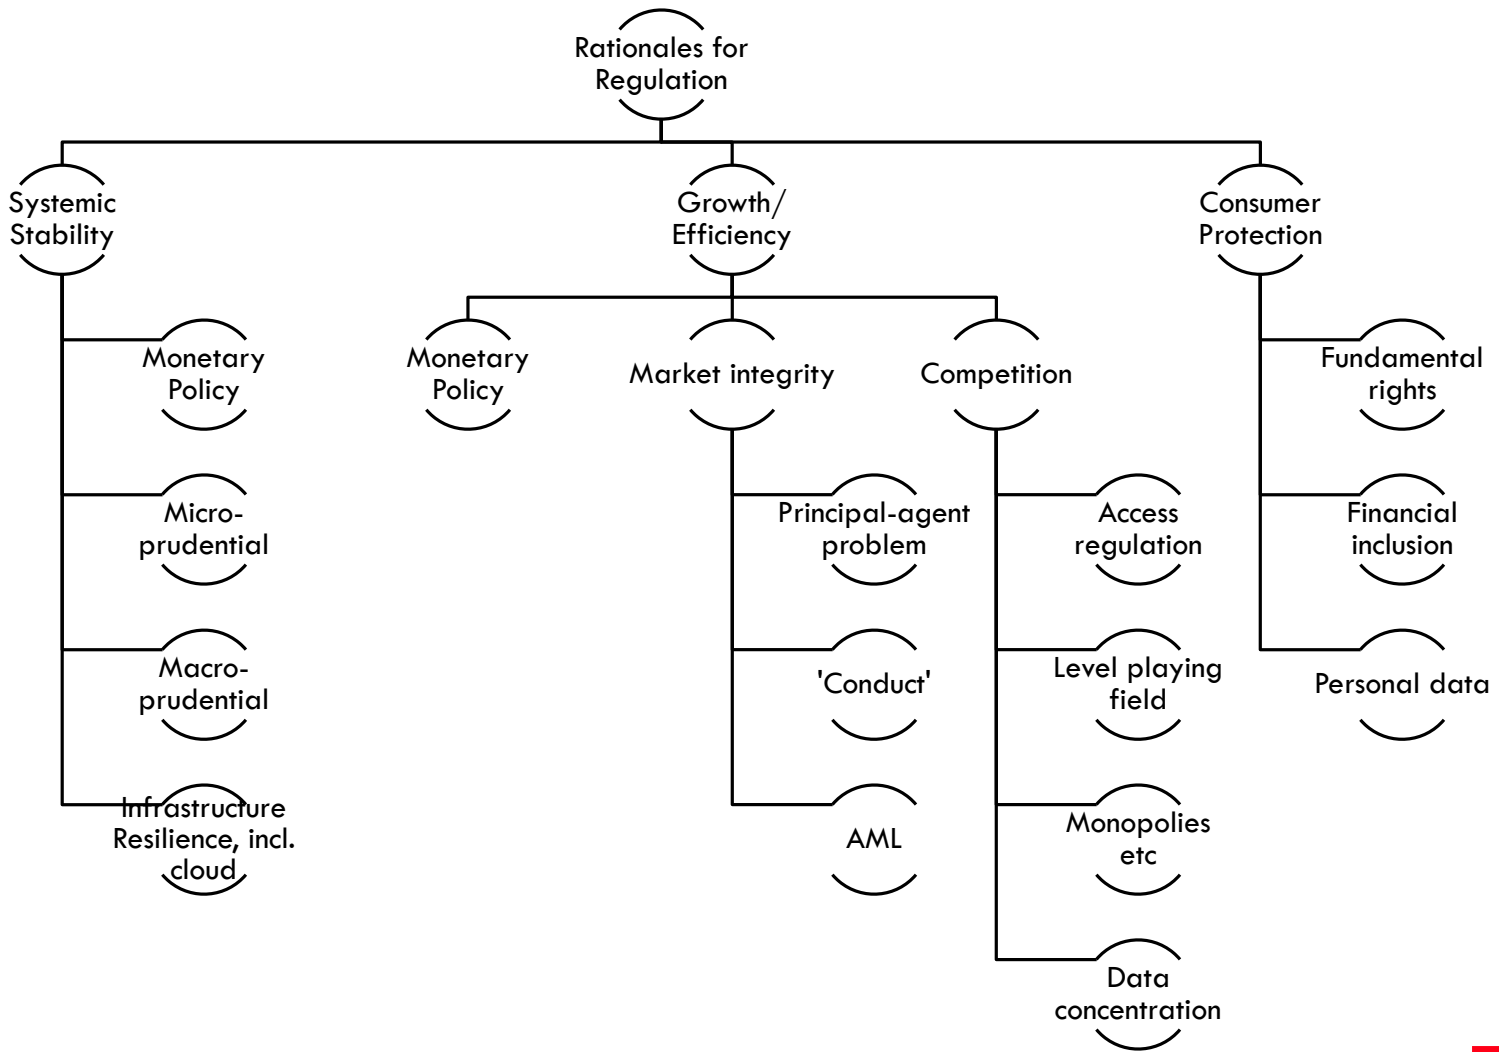 Rationales for
Regulation
Systemic
Stability
Growth/
Efficiency
Consumer
Protection
Monetary
Policy
Monetary
Policy
Market integrity
Competition
Fundamental
rights
Micro-
prudential
Principal-agent
problem
Access
regulation
Financial
inclusion
Macro-
prudential
'Conduct'
Level playing
field
Personal data
Infrastructure
Resilience, incl.
cloud
AML
Monopolies
etc
Data
concentration